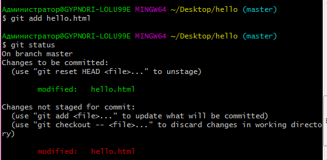 Администратор@GYPNORI-LOLU99E MINGW64 ~/Desktop/hello (master)
$ git add hello.html
Администратор@GYPNORI-LOLU99E MINGW64 ~/Desktop/hello (master)
$ git status
On branch master
Changes to be committed:
(use "git reset HEAD <file>..." to unstage)
modified: hello.html
Changes not staged for commit:
(use "git add <file>..." to update what will be committed)
(use "git checkout -- <file>..." to discard changes in working directo
ry)
modified: hello.html